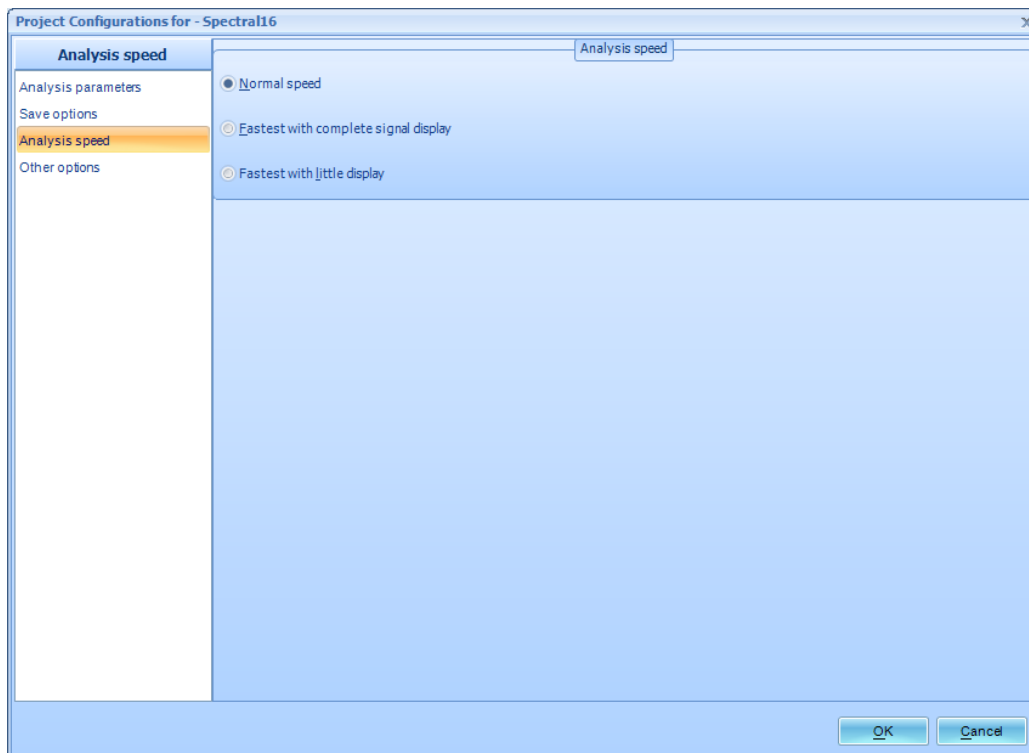 Project Configurations for - Spectral16
Analysis speed
Analysis parameters
Save options
Analysis speed
Other options
Analysis speed
Normal speed
Fastest with complete signal display
Fastest with little display
OK
Cancel